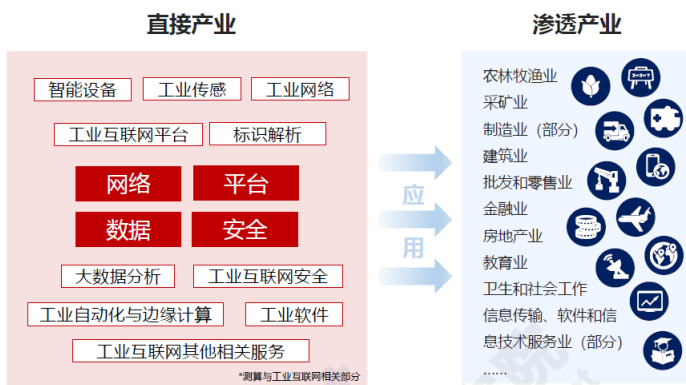 直接产业
渗透产业
智能设备
工业传感
工业网络
工业互联网平台
标识解析
网络
平台
数据
安全
大数据分析
工业互联网安全
工业自动化与边缘计算
工业软件
工业互联网其他相关服务
*测算与工业互联网相关部分
应
用
农林牧渔业
采矿业
制造业（部分）
建筑业
批发和零售业
金融业
房地产业
教育业
卫生和社会工作
信息传输、软件和信
息技术服务业（部分）
……